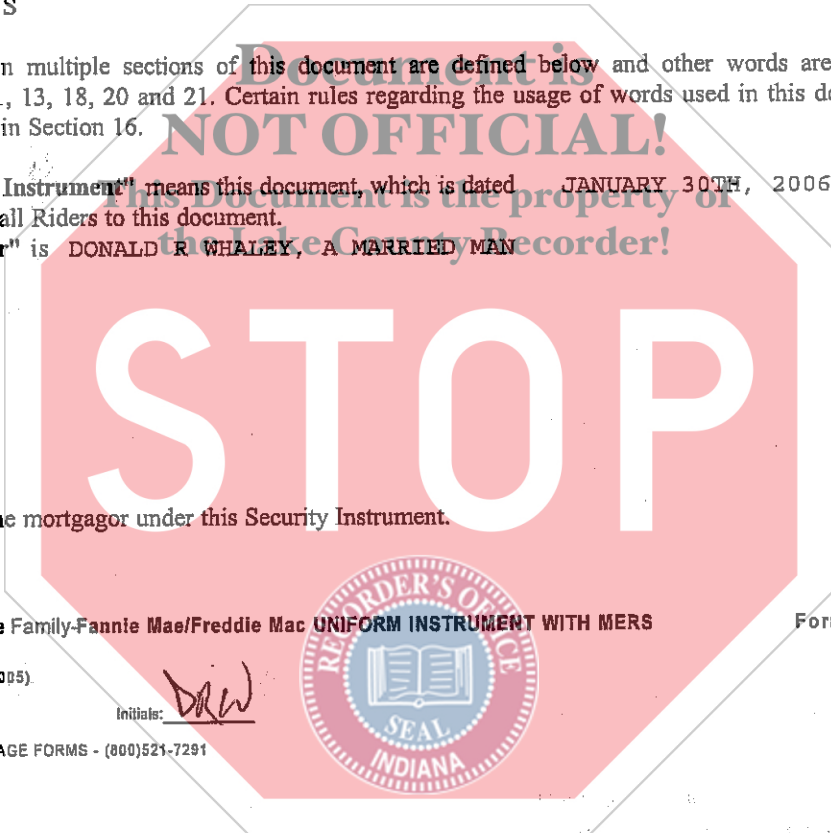 S
n multiple sections of this document are defined below and other words are
, 13, 18, 20 and 21. Certain rules regarding the usage of words used in this do
in Section 16.
Document is
NOT OFFICIAL!
This Document is the property of
the Lake County Recorder!
Instrument" means this document, which is dated JANUARY 30TH, 2006
all Riders to this document.
r" is DONALD R WHALEY, A MARRIED MAN
STOP
e mortgagor under this Security Instrument.
e Family-Fannie Mae/Freddie Mac UNIFORM INSTRUMENT WITH MERS
For
005)
Initials: DRW
AGE FORMS - (800)521-7291
RECORDER'S OFFICE
SEAL
INDIANA